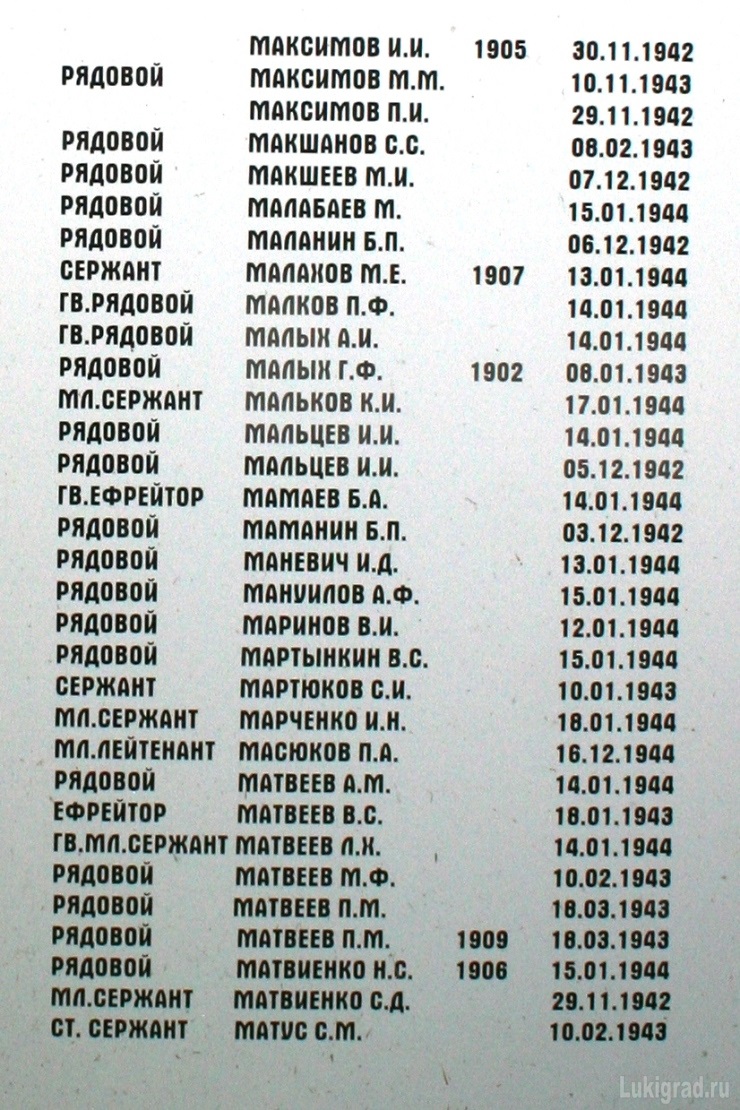 МАКСИМОВ И.И. 1905 30.11.1942
РЯДОВОЙ МАКСИМОВ М.М. 10.11.1943
МАКСИМОВ П.И. 29.11.1942
РЯДОВОЙ МАКШАНОВ С.С. 08.02.1943
РЯДОВОЙ МАКШЕЕВ М.И. 07.12.1942
РЯДОВОЙ МАЛАБАЕВ М. 15.01.1944
РЯДОВОЙ МАЛАНИН Б.П. 06.12.1942
СЕРЖАНТ МАЛАХОВ М.Е. 1907 13.01.1944
ГВ.РЯДОВОЙ МАЛКОВ П.Ф. 14.01.1944
ГВ.РЯДОВОЙ МАЛЫХ А.И. 14.01.1944
РЯДОВОЙ МАЛЫХ Г.Ф. 1902 08.01.1943
МЛ.СЕРЖАНТ МАЛЬКОВ К.И. 17.01.1944
РЯДОВОЙ МАЛЬЦЕВ И.И. 14.01.1944
РЯДОВОЙ МАЛЬЦЕВ И.И. 05.12.1942
ГВ.ЕФРЕЙТОР МАМАЕВ Б.А. 14.01.1944
РЯДОВОЙ МАМАНИН Б.П. 03.12.1942
РЯДОВОЙ МАНЕВИЧ И.Д. 13.01.1944
РЯДОВОЙ МАНУИЛОВ А.Ф. 15.01.1944
РЯДОВОЙ МАРИНОВ В.И. 12.01.1944
РЯДОВОЙ МАРТЫНКИН В.С. 15.01.1944
СЕРЖАНТ МАРТЮКОВ С.И. 10.01.1943
МЛ.СЕРЖАНТ МАРЧЕНКО И.Н. 18.01.1944
МЛ.ЛЕЙТЕНАНТ МАСЮКОВ П.А. 16.12.1944
РЯДОВОЙ МАТВЕЕВ А.М. 14.01.1944
ЕФРЕЙТОР МАТВЕЕВ В.С. 18.01.1943
ГВ.МЛ.СЕРЖАНТ МАТВЕЕВ Л.Х. 14.01.1944
РЯДОВОЙ МАТВЕЕВ М.Ф. 10.02.1943
РЯДОВОЙ МАТВЕЕВ П.М. 18.03.1943
РЯДОВОЙ МАТВЕЕВ П.М. 1909 18.03.1943
РЯДОВОЙ МАТВИЕНКО Н.С. 1906 15.01.1944
МЛ.СЕРЖАНТ МАТВИЕНКО С.Д. 29.11.1942
СТ. СЕРЖАНТ МАТУС С.М. 10.02.1943
Lukigrad.ru